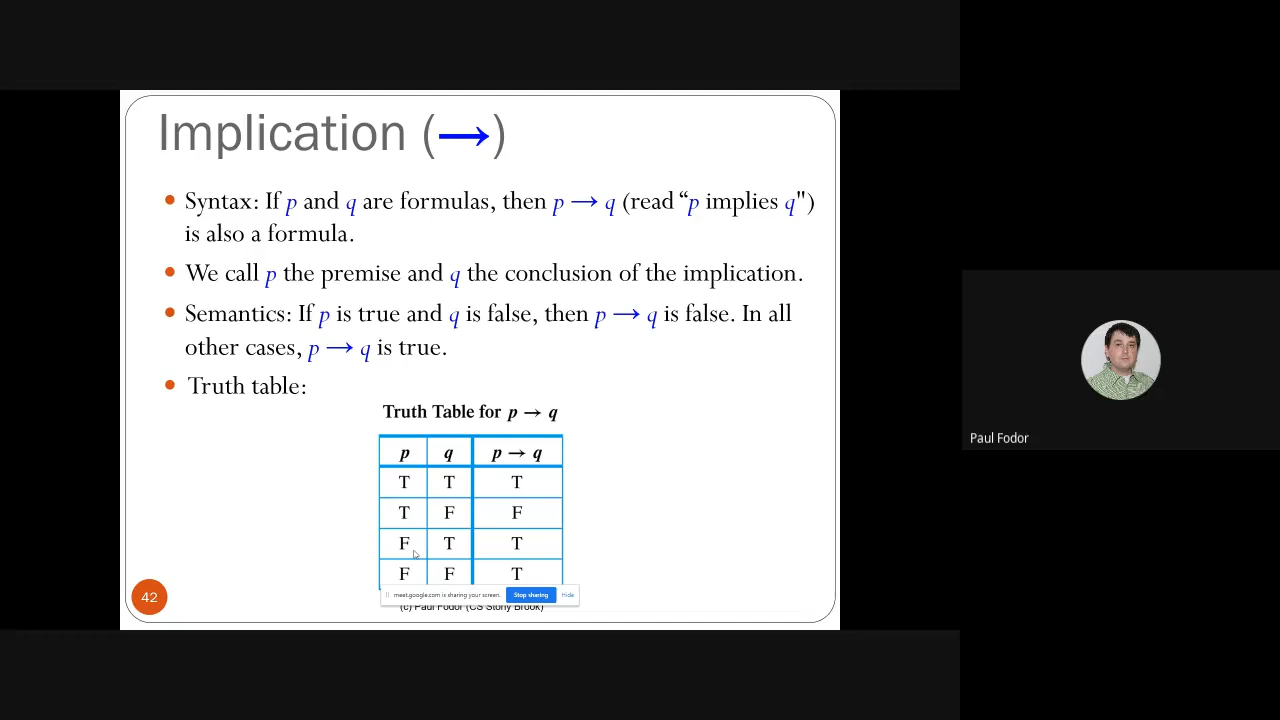 Implication (→)
• Syntax: If p and q are formulas, then p → q (read “p implies q")
is also a formula.
• We call p the premise and q the conclusion of the implication.
• Semantics: If p is true and q is false, then p → q is false. In all
other cases, p → q is true.
• Truth table:
Truth Table for p → q
p q p → q
T T T
T F F
F T T
F F T
meet.google.com is sharing your screen. Stop sharing Hide
42
(c) Paul Fodor (CS Stony Brook)
Paul Fodor